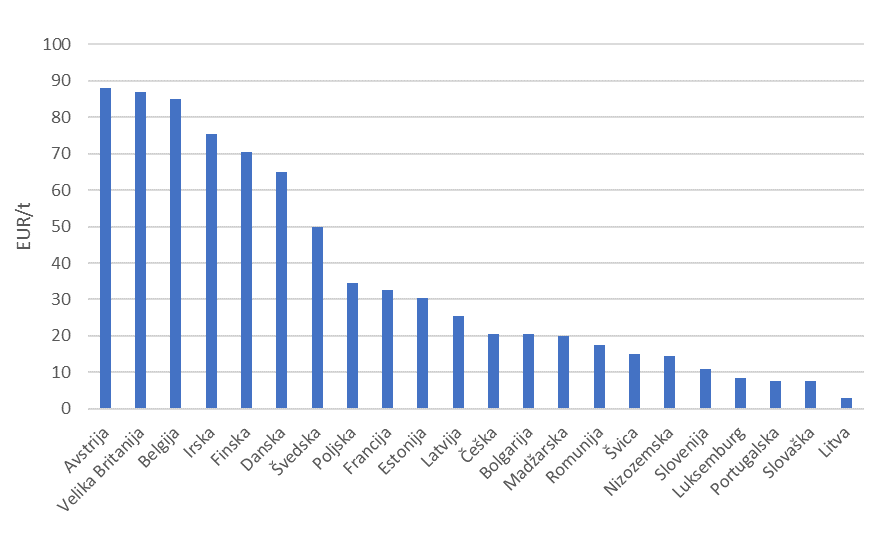 100
90
80
70
60
50
40
30
20
10
0
EUR/t
Avstrija
Velika Britanija
Belgija
Irska
Finska
Danska
Švedska
Poljska
Francija
Estonija
Latvija
Češka
Bolgarija
Madžarska
Romunija
Švica
Nizozemska
Slovenija
Luksemburg
Portugalska
Slovaška
Litva